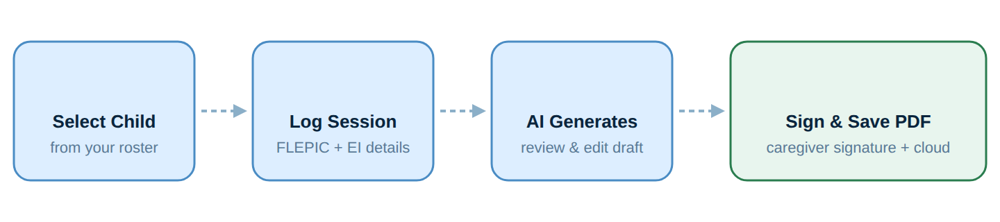 Select Child
from your roster
Log Session
FLEPIC + EI details
AI Generates
review & edit draft
Sign & Save PDF
caregiver signature + cloud